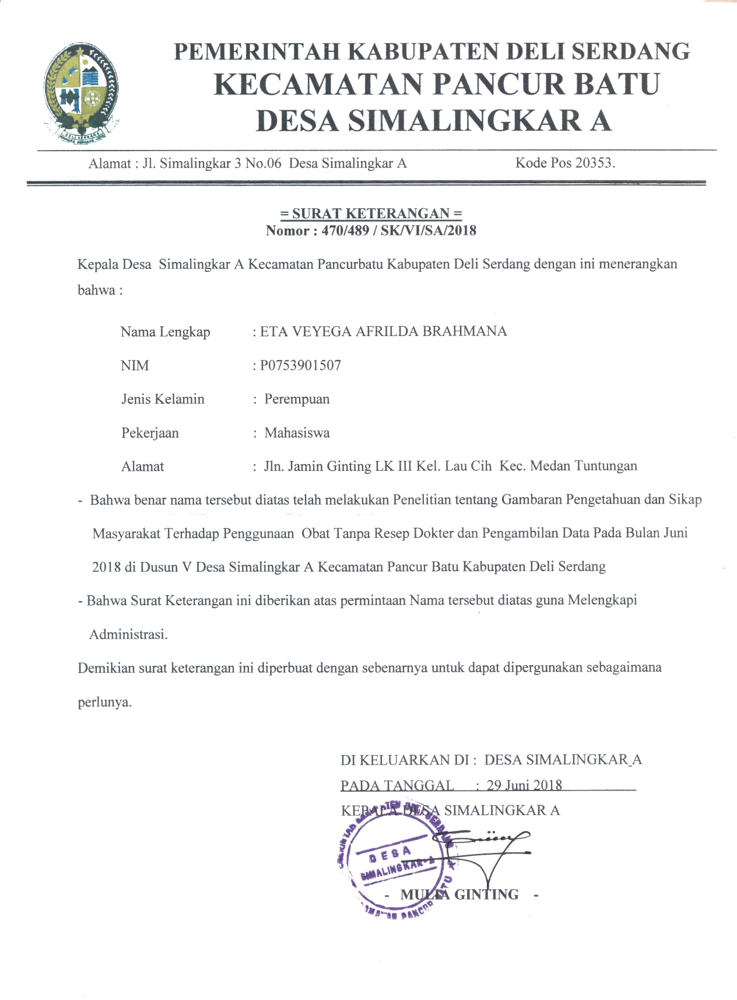 PEMERINTAH KABUPATEN DELI SERDANG
KECAMATAN PANCUR BATU
DESA SIMALINGKAR A
DELI SERDANG
Alamat : Jl. Simalingkar 3 No.06 Desa Simalingkar A Kode Pos 20353.
= SURAT KETERANGAN =
Nomor : 470/489 / SK/VI/SA/2018
Kepala Desa Simalingkar A Kecamatan Pancurbatu Kabupaten Deli Serdang dengan ini menerangkan
bahwa :
Nama Lengkap : ETA VEYEGA AFRILDA BRAHMANA
NIM : P0753901507
Jenis Kelamin : Perempuan
Pekerjaan : Mahasiswa
Alamat : Jln. Jamin Ginting LK III Kel. Lau Cih Kec. Medan Tuntungan
- Bahwa benar nama tersebut diatas telah melakukan Penelitian tentang Gambaran Pengetahuan dan Sikap
Masyarakat Terhadap Penggunaan Obat Tanpa Resep Dokter dan Pengambilan Data Pada Bulan Juni
2018 di Dusun V Desa Simalingkar A Kecamatan Pancur Batu Kabupaten Deli Serdang
- Bahwa Surat Keterangan ini diberikan atas permintaan Nama tersebut diatas guna Melengkapi
Administrasi.
Demikian surat keterangan ini diperbuat dengan sebenarnya untuk dapat dipergunakan sebagaimana
perlunya.
DI KELUARKAN DI : DESA SIMALINGKAR A
PADA TANGGAL : 29 Juni 2018
KEPALA DESA SIMALINGKAR A
DESA
SIMALINGKAR-A
PANCUR BATU
- MULIA GINTING -